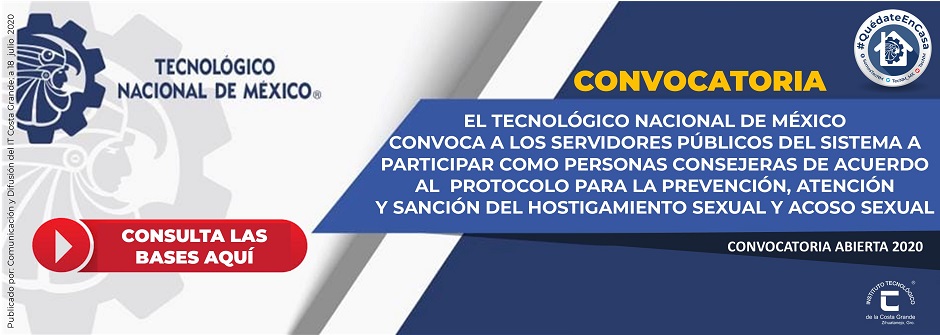 Publicado por: Comunicación y Difusión del IT Costa Grande, a 18 julio 2020
TECNOLÓGICO
NACIONAL DE MÉXICO®
#QuédateEnCasa
CONVOCATORIA
EL TECNOLÓGICO NACIONAL DE MÉXICO
CONVOCA A LOS SERVIDORES PÚBLICOS DEL SISTEMA A
PARTICIPAR COMO PERSONAS CONSEJERAS DE ACUERDO
AL PROTOCOLO PARA LA PREVENCIÓN, ATENCIÓN
Y SANCIÓN DEL HOSTIGAMIENTO SEXUAL Y ACOSO SEXUAL
CONSULTA LAS
BASES AQUÍ
CONVOCATORIA ABIERTA 2020
INSTITUTO TECNOLÓGICO ®
de la Costa Grande
Zihuatanejo, Gro.